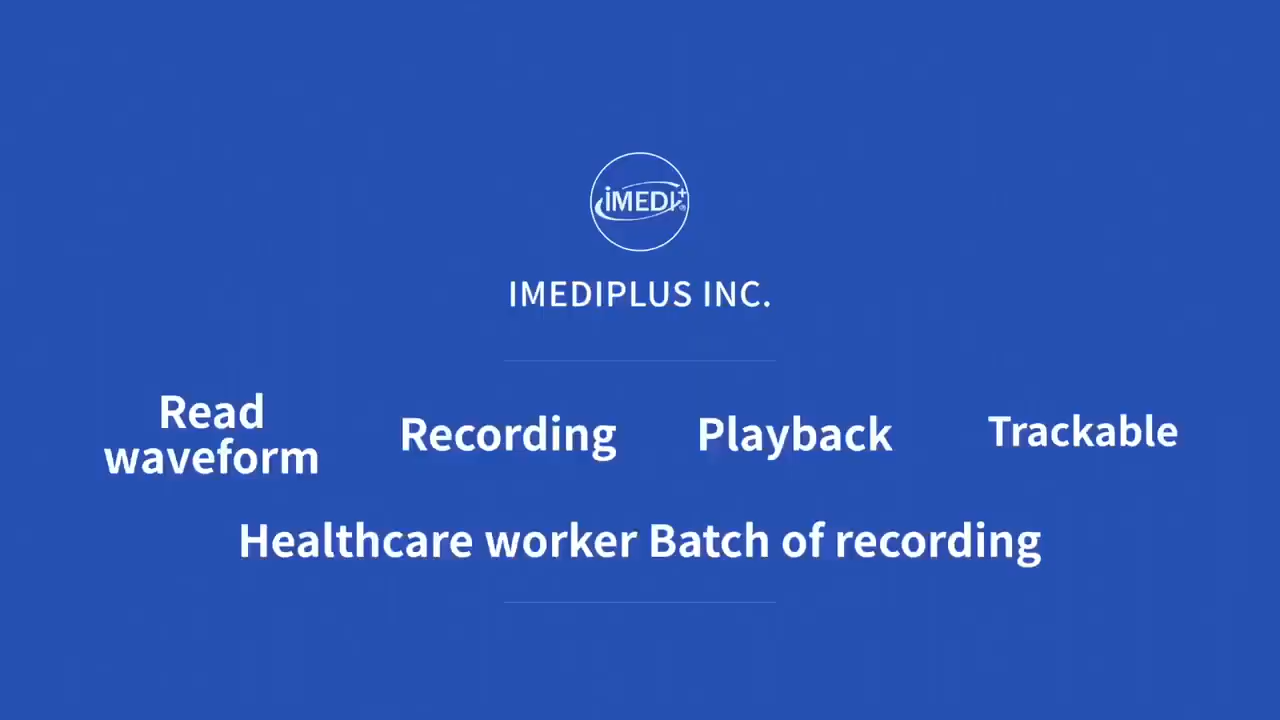 iMEDI+®
IMEDIPLUS INC.
Read
waveform
Recording
Playback
Trackable
Healthcare worker Batch of recording